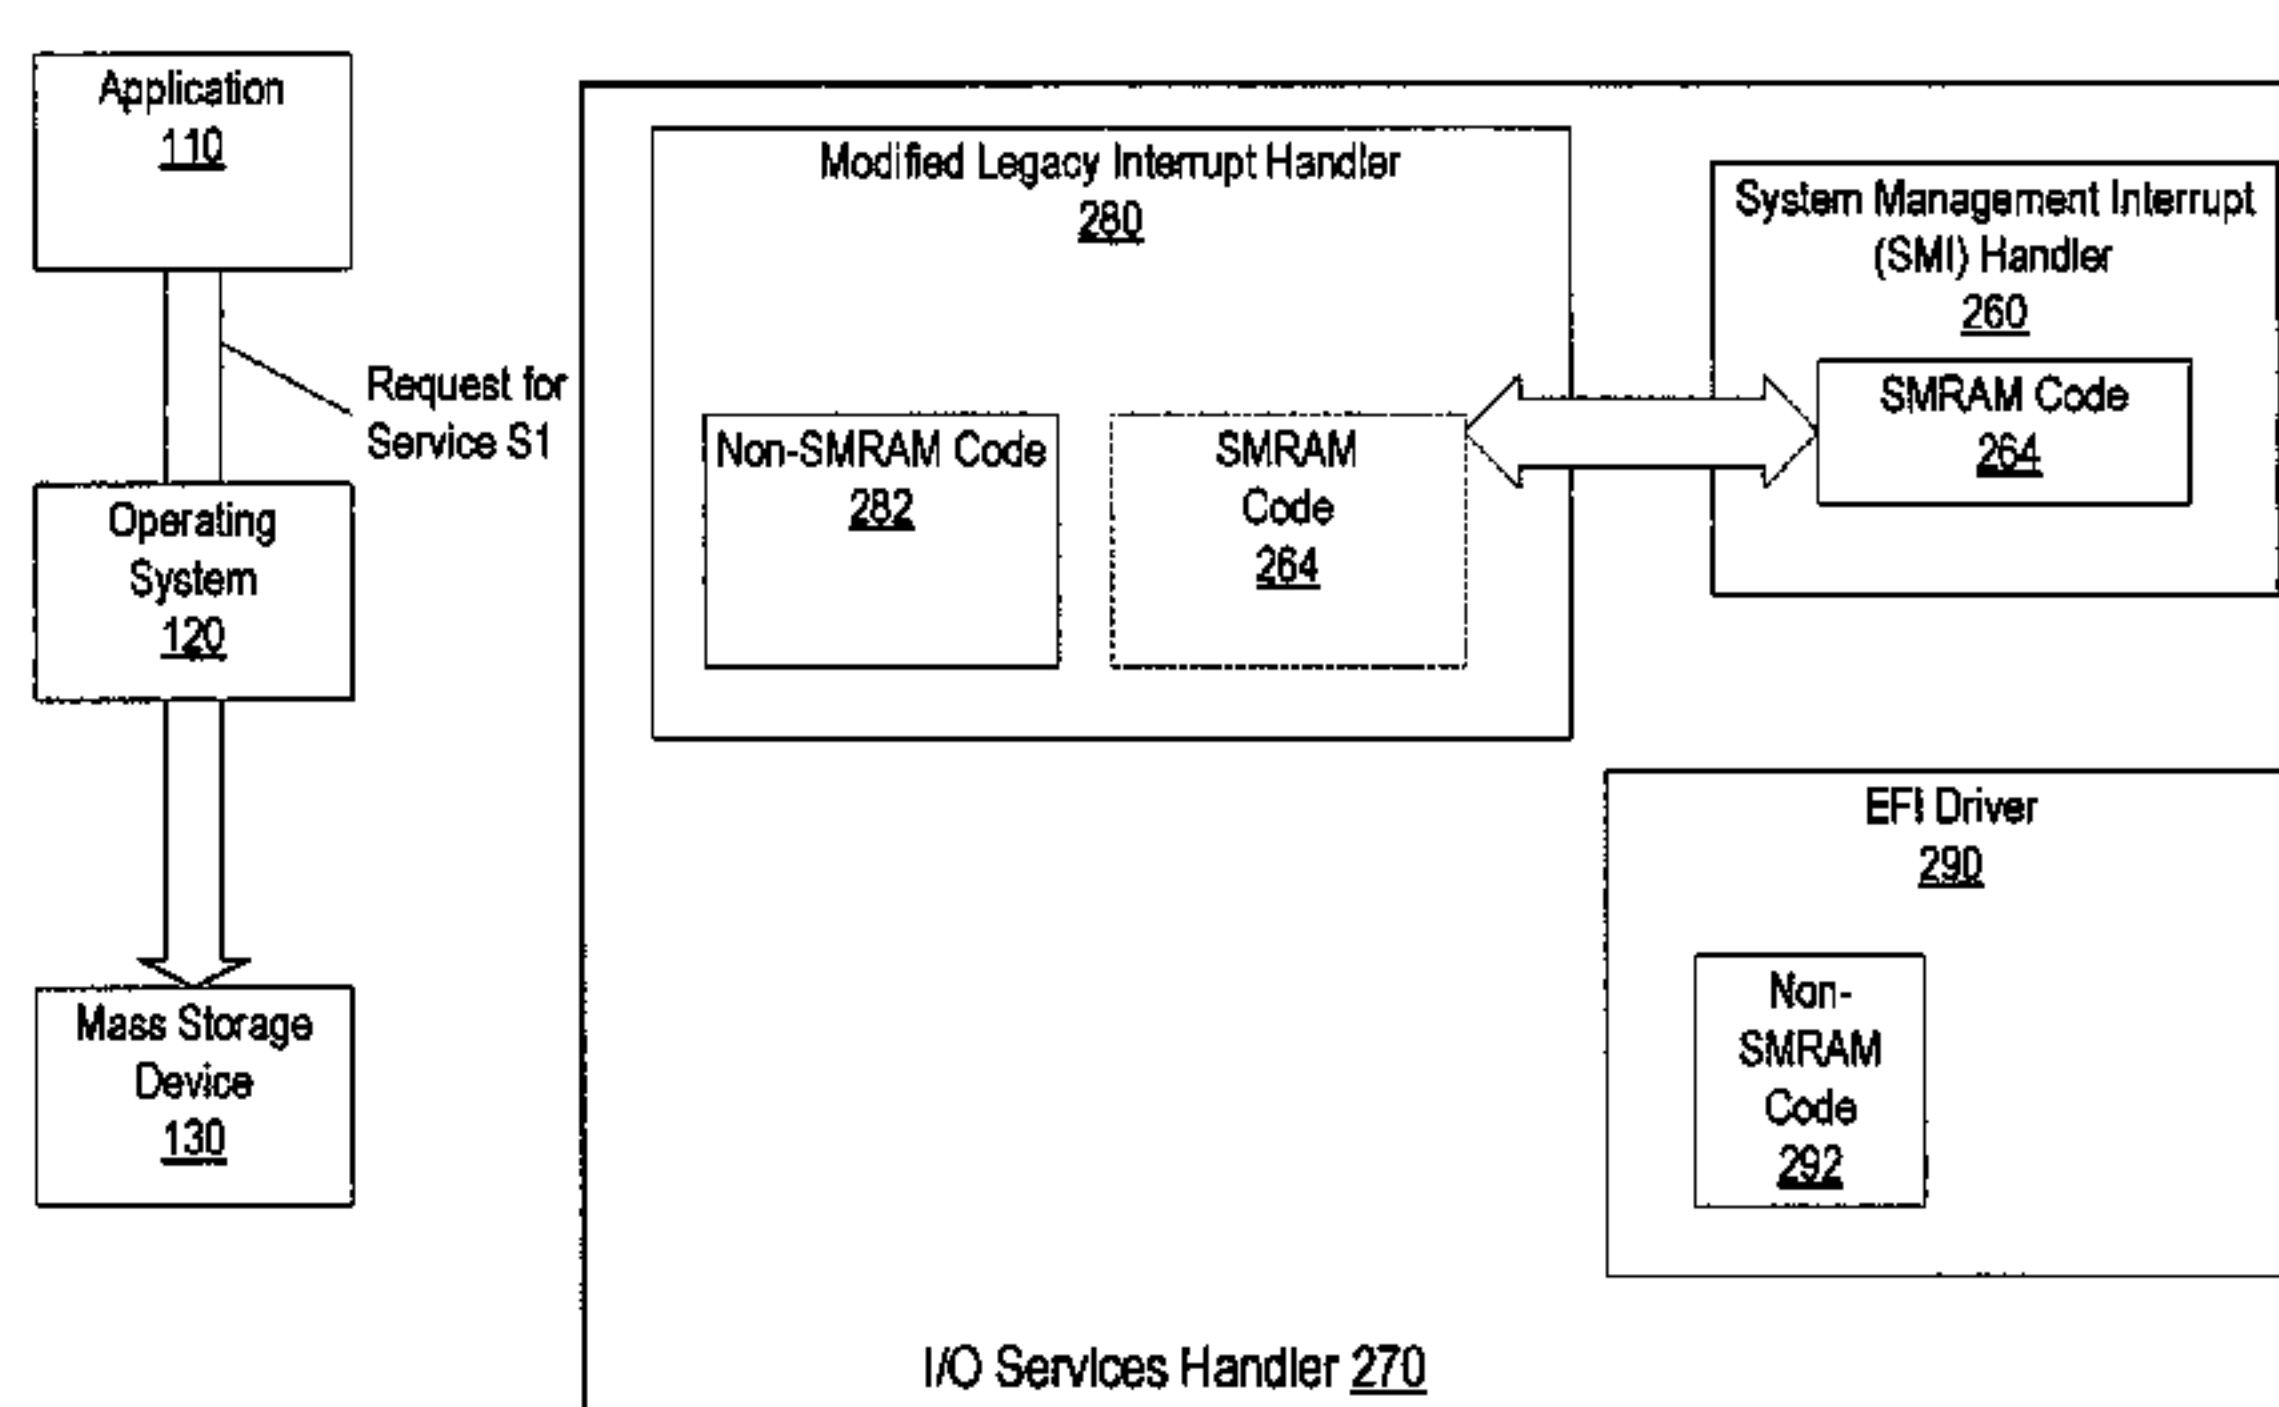 Application
110
Request for
Service S1
Operating
System
120
Mass Storage
Device
130
Modified Legacy Interrupt Handler
280
Non-SMRAM Code
282
SMRAM
Code
264
System Management Interrupt
(SMI) Handler
260
SMRAM Code
264
EFI Driver
290
Non-
SMRAM
Code
292
I/O Services Handler 270